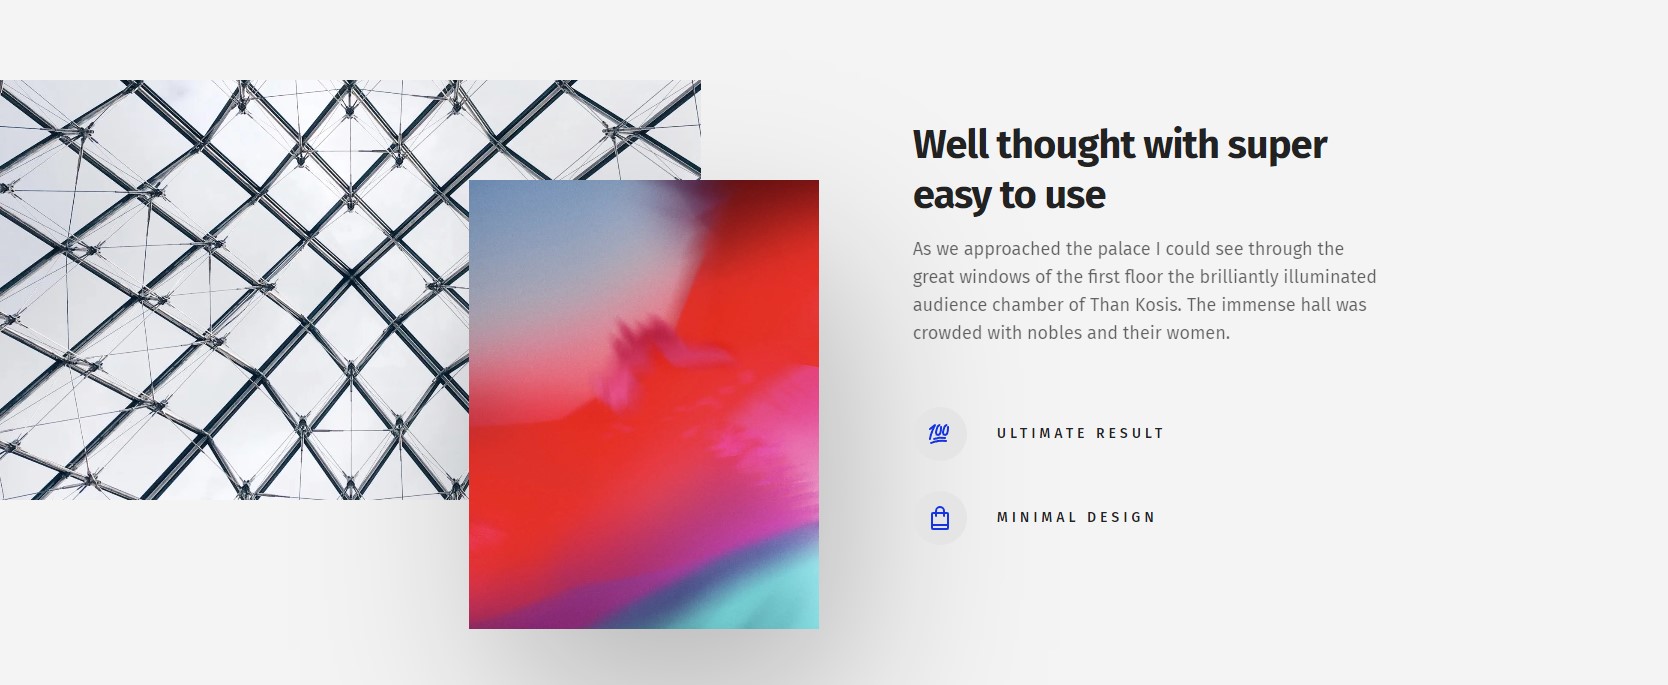 Well thought with super
easy to use
As we approached the palace I could see through the
great windows of the first floor the brilliantly illuminated
audience chamber of Than Kosis. The immense hall was
crowded with nobles and their women.
100
ULTIMATE RESULT
MINIMAL DESIGN